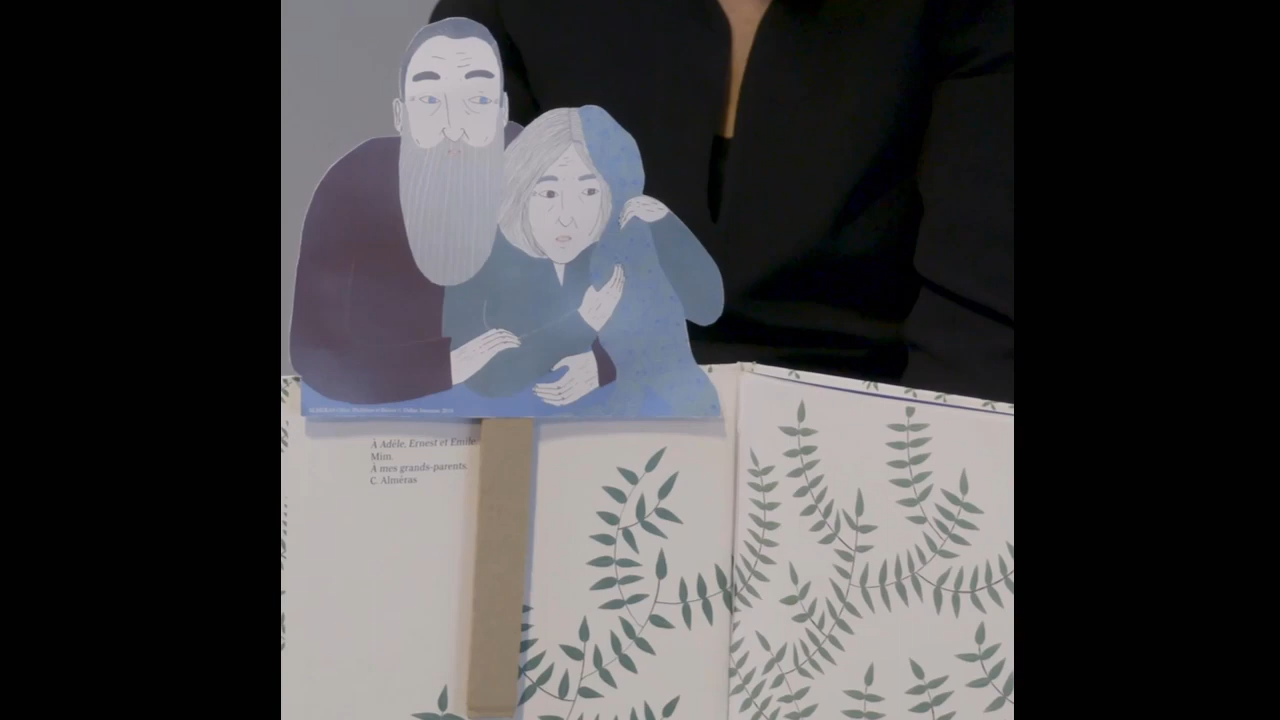 À Adèle, Ernest et Emile.
Mim.
À mes grands-parents.
C. Alméras